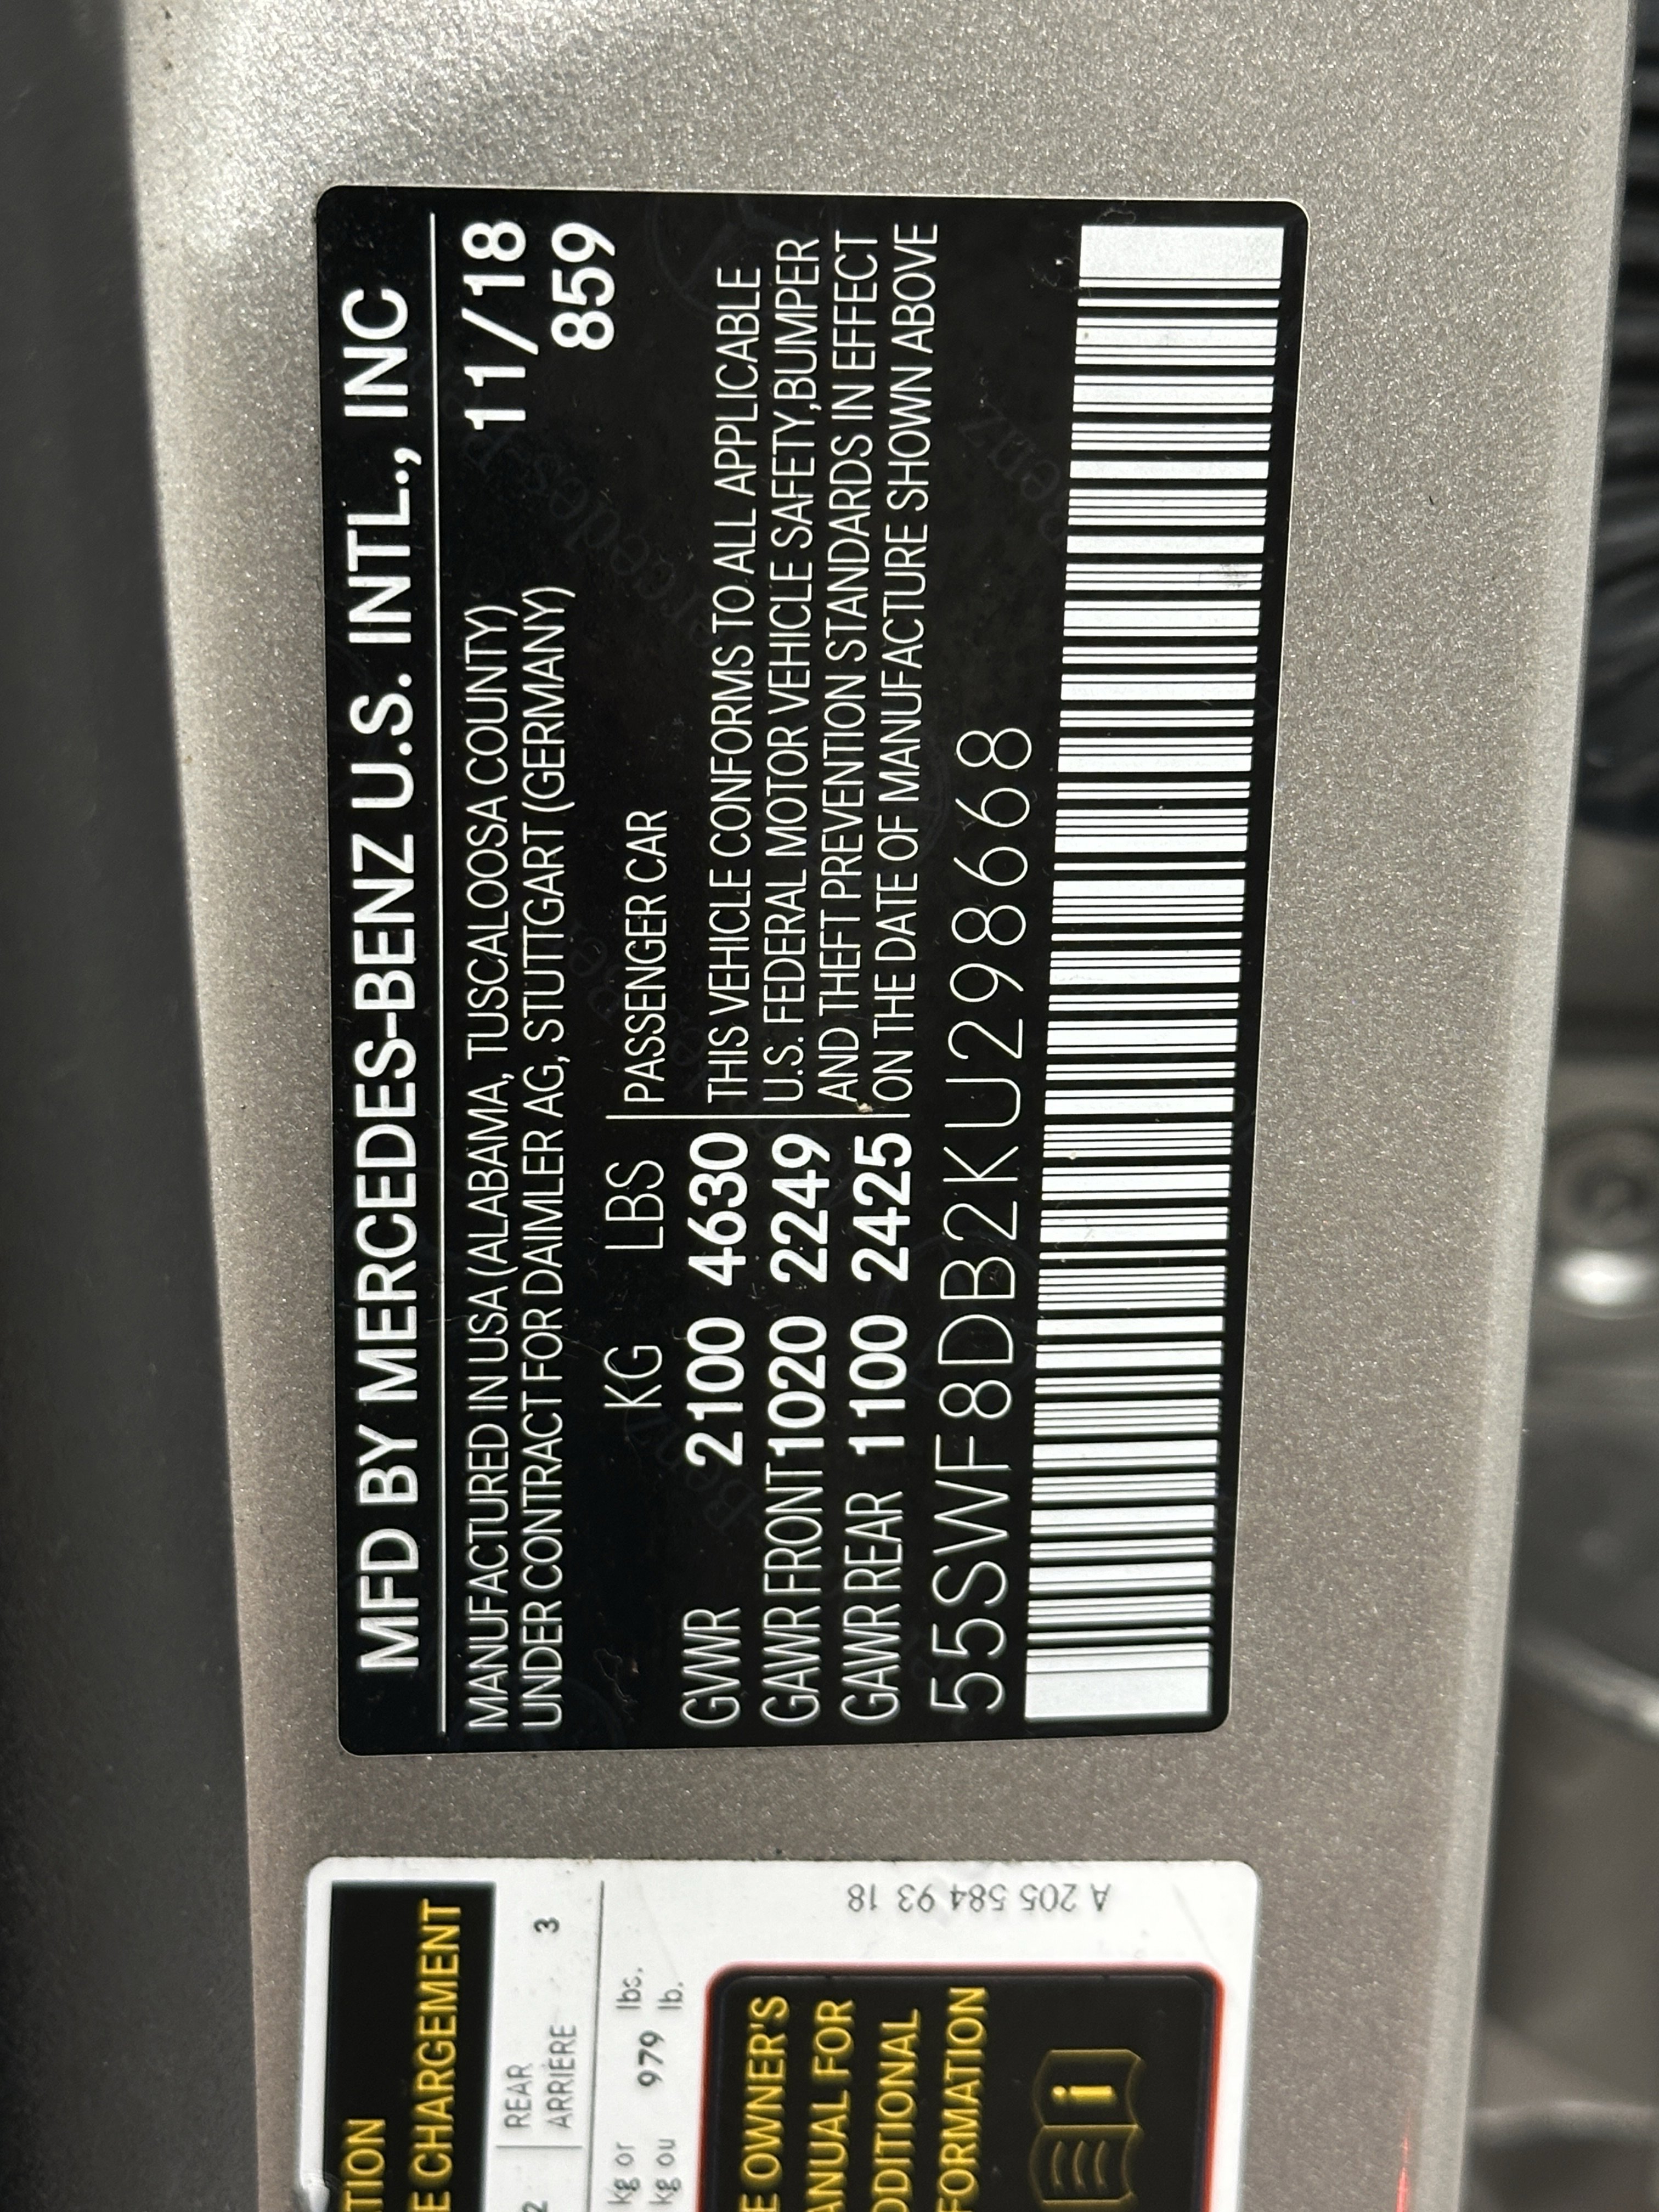 MFD BY MERCEDES-BENZ U.S. INTL., INC
MANUFACTURED IN USA (ALABAMA, TUSCALOOSA COUNTY) 11/18
UNDER CONTRACT FOR DAIMLER AG, STUTTGART (GERMANY) 859
KG LBS PASSENGER CAR
GVWR 2100 4630 THIS VEHICLE CONFORMS TO ALL APPLICABLE
GAWR FRONT 1020 2249 U.S. FEDERAL MOTOR VEHICLE SAFETY,BUMPER
AND THEFT PREVENTION STANDARDS IN EFFECT
GAWR REAR 1100 2425 ON THE DATE OF MANUFACTURE SHOWN ABOVE
55SWF8DB2KU298668
TION
E CHARGEMENT
2 REAR
ARRIÈRE 3
kg or 979 lbs.
kg ou lb.
E OWNER'S
ANUAL FOR
DDITIONAL
FORMATION
A 205 584 93 18